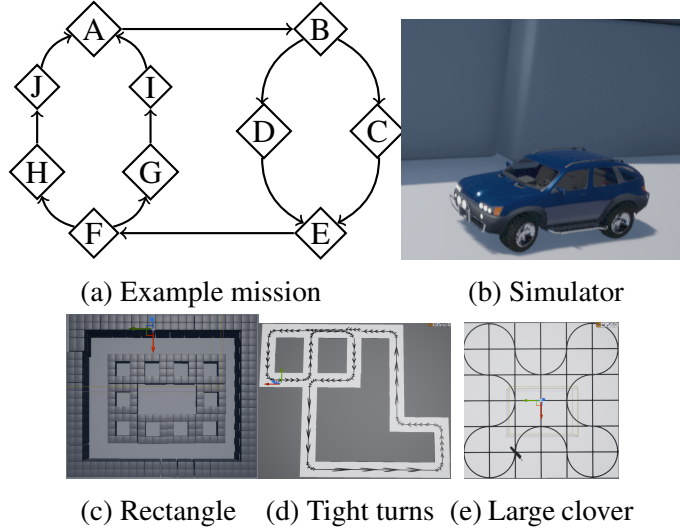 A
B
J
I
D
C
H
G
F
E
(a) Example mission
(b) Simulator
(c) Rectangle
(d) Tight turns
(e) Large clover